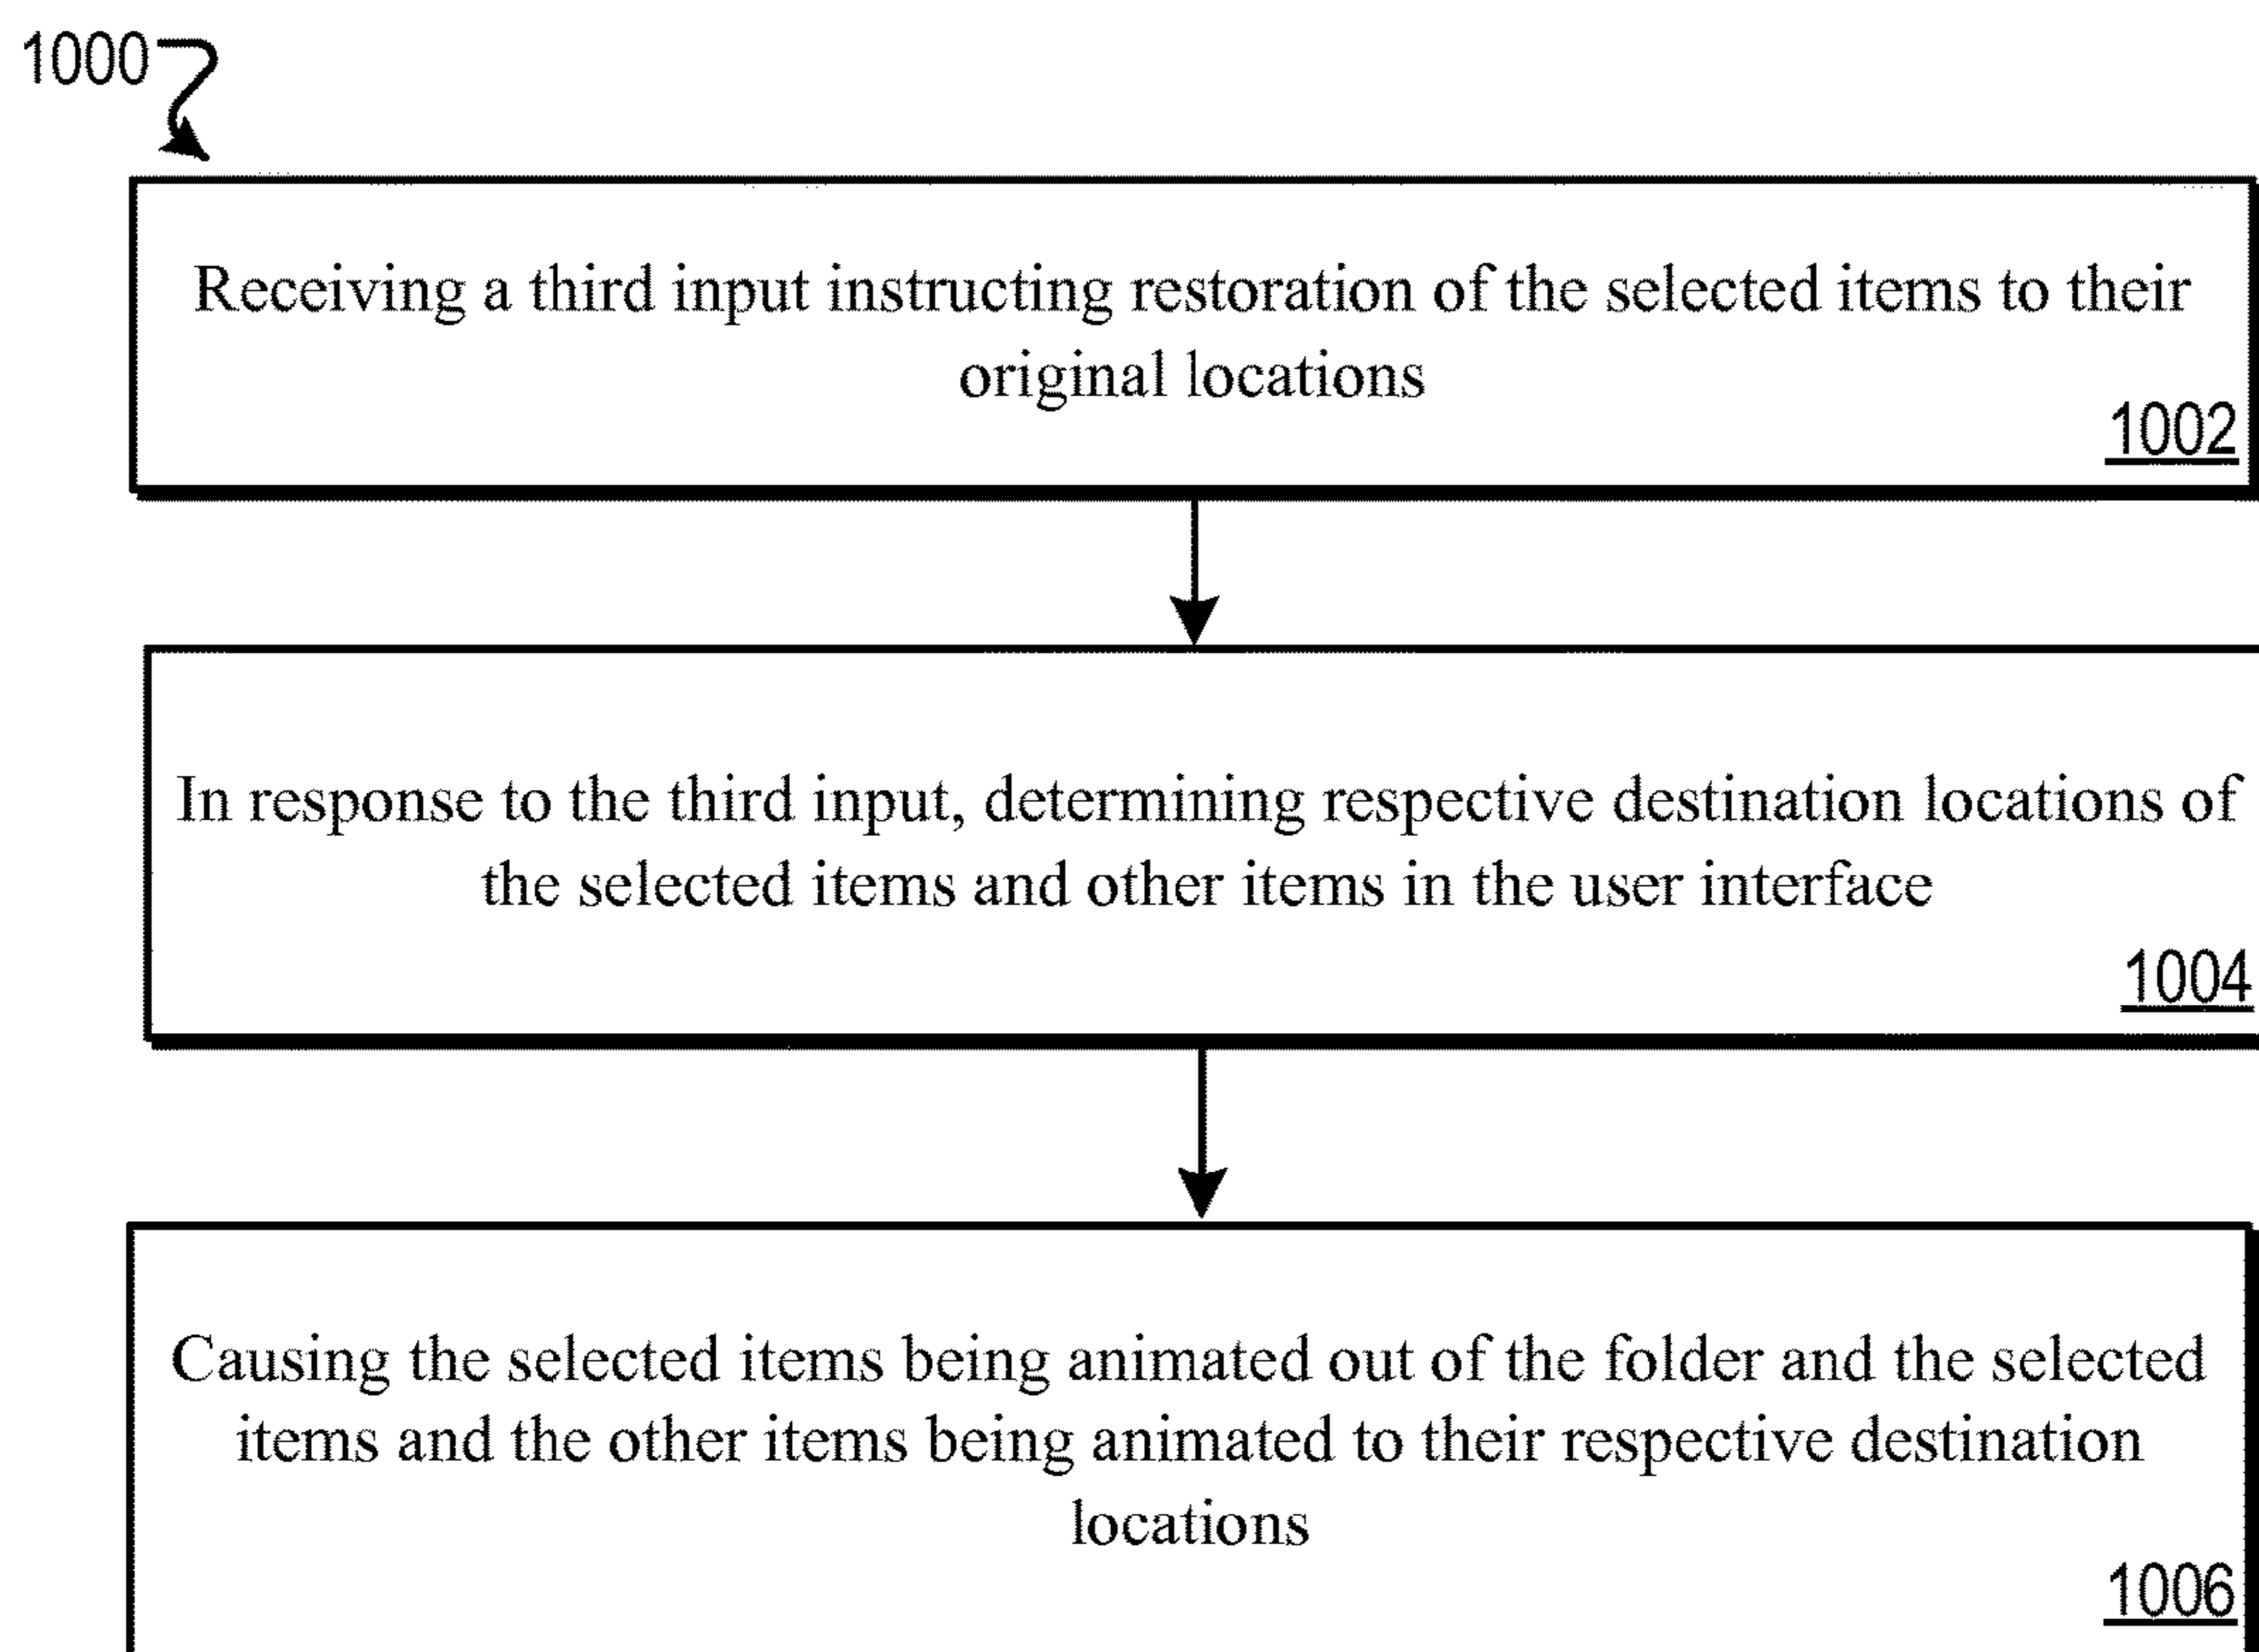 1000
Receiving a third input instructing restoration of the selected items to their
original locations
1002
In response to the third input, determining respective destination locations of
the selected items and other items in the user interface
1004
Causing the selected items being animated out of the folder and the selected
items and the other items being animated to their respective destination
locations
1006